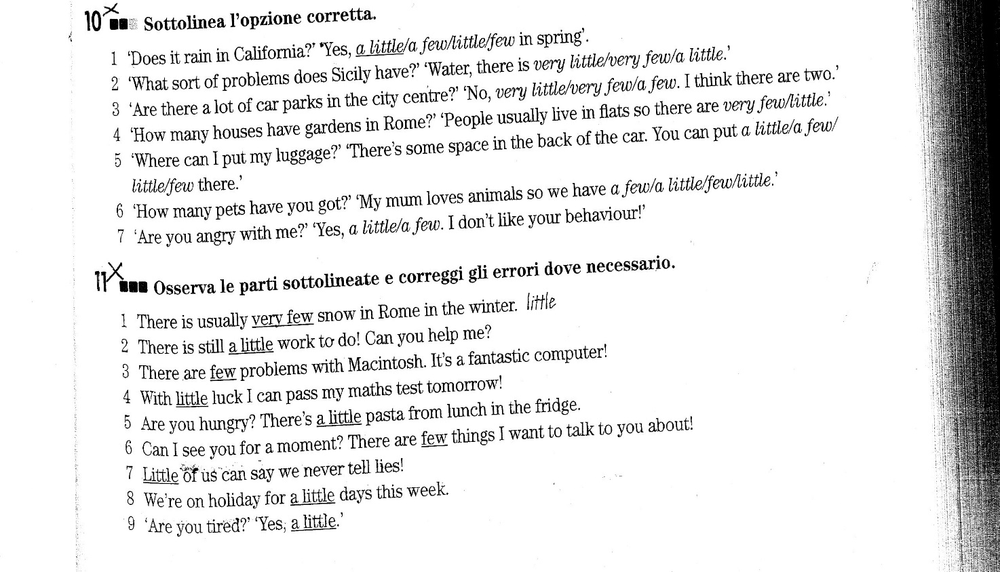 10 Sottolinea l'opzione corretta.
1 'Does it rain in California?' 'Yes, a little/a few/little/few in spring'.
2 'What sort of problems does Sicily have?' 'Water, there is very little/very few/a little.'
3 'Are there a lot of car parks in the city centre?' 'No, very little/very few/a few. I think there are two.'
4 'How many houses have gardens in Rome?' 'People usually live in flats so there are very few/little.'
5 'Where can I put my luggage?' 'There's some space in the back of the car. You can put a little/a few/
little/few there.'
6 'How many pets have you got?' 'My mum loves animals so we have a few/a little/few/little.'
7 'Are you angry with me?' 'Yes, a little/a few. I don't like your behaviour!'
11 Osserva le parti sottolineate e correggi gli errori dove necessario.
1 There is usually very few snow in Rome in the winter. little
2 There is still a little work to do! Can you help me?
3 There are few problems with Macintosh. It's a fantastic computer!
4 With little luck I can pass my maths test tomorrow!
5 Are you hungry? There's a little pasta from lunch in the fridge.
6 Can I see you for a moment? There are few things I want to talk to you about!
7 Little of us can say we never tell lies!
8 We're on holiday for a little days this week.
9 'Are you tired?' 'Yes, a little.'